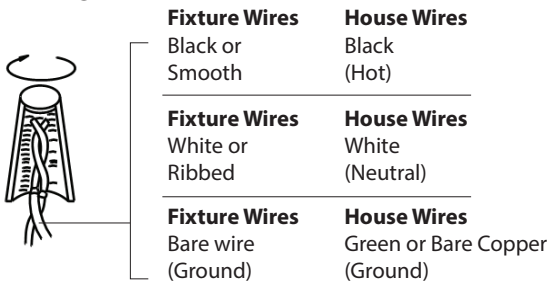 Fixture Wires House Wires
Black or Black
Smooth (Hot)
Fixture Wires House Wires
White or White
Ribbed (Neutral)
Fixture Wires House Wires
Bare wire Green or Bare Copper
(Ground) (Ground)